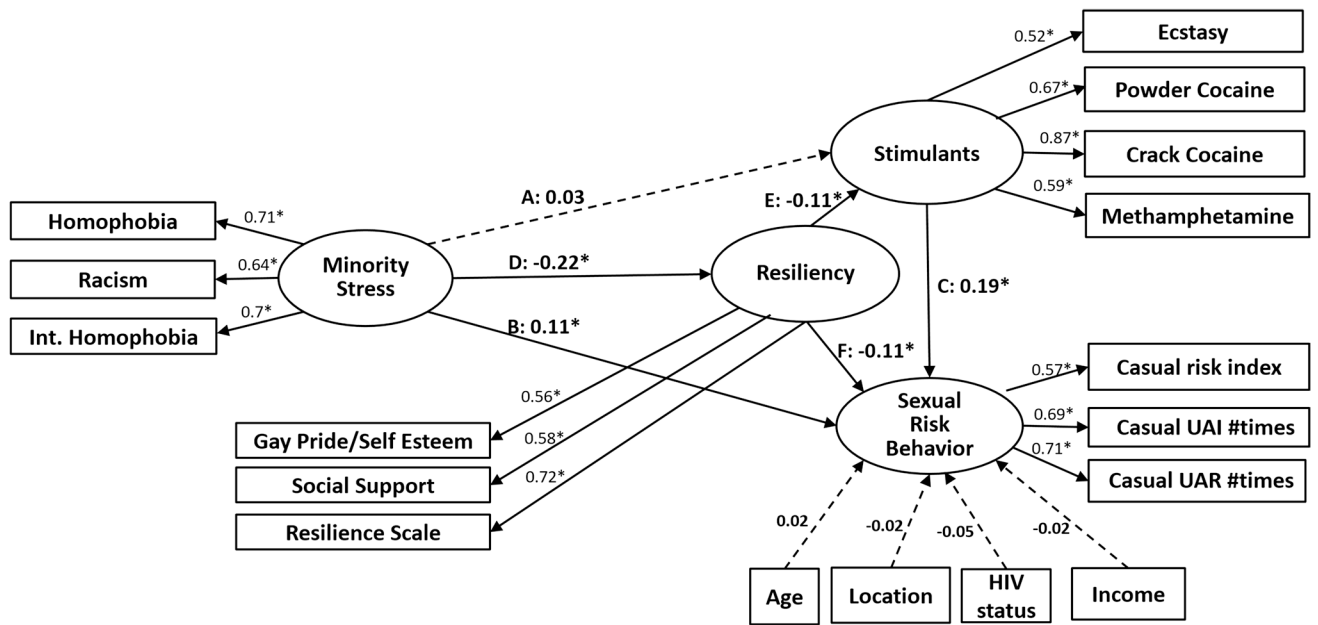 0.52*
Ecstasy
0.67*
Powder Cocaine
Stimulants
0.87*
Crack Cocaine
0.59*
Methamphetamine
A: 0.03
E: -0.11*
Homophobia
0.71*
Racism
0.64*
Int. Homophobia
0.7*
Minority
Stress
D: -0.22*
Resiliency
C: 0.19*
B: 0.11*
F: -0.11*
0.56*
Gay Pride/Self Esteem
0.58*
Social Support
0.72*
Resilience Scale
Sexual
Risk
Behavior
0.57*
Casual risk index
0.69*
Casual UAI #times
0.71*
Casual UAR #times
0.02
-0.02
-0.05
-0.02
Age
Location
HIV
status
Income